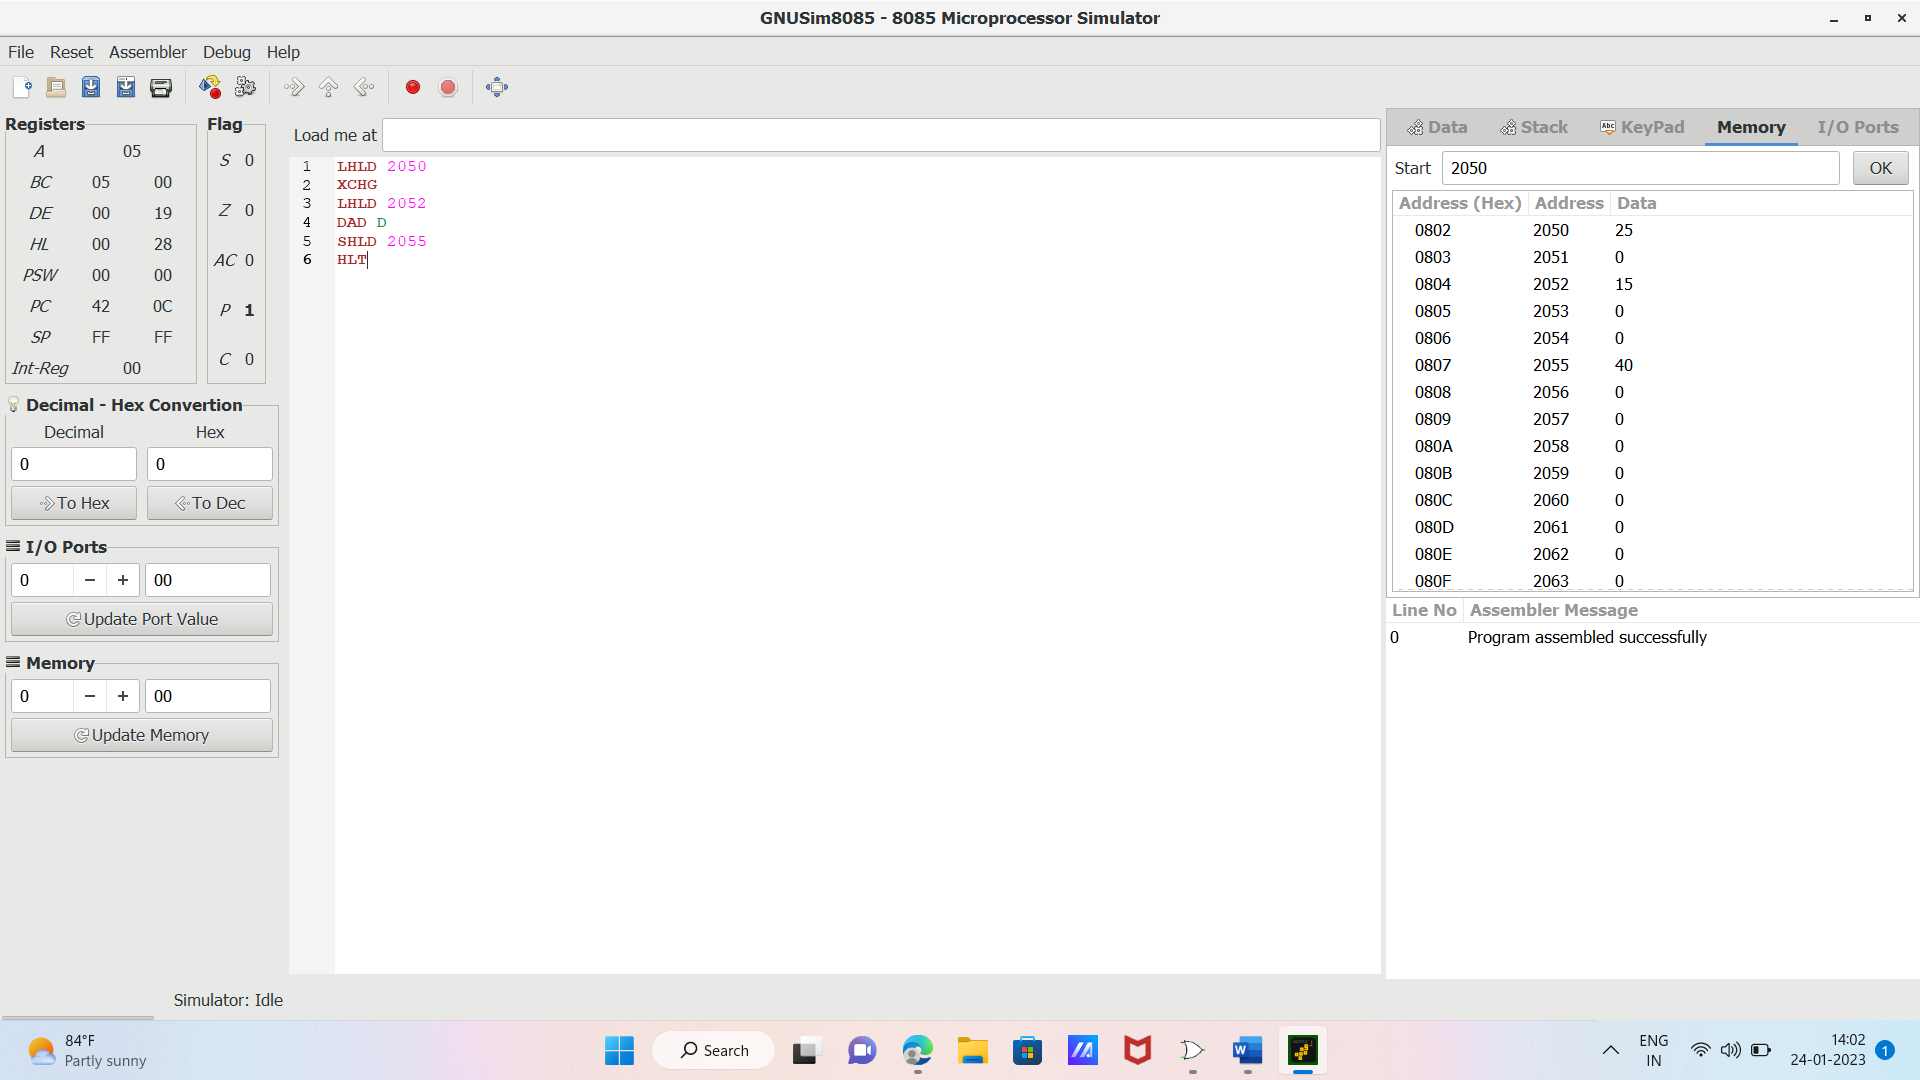 GNUSim8085 - 8085 Microprocessor Simulator
File Reset Assembler Debug Help
Registers
A 05
BC 05 00
DE 00 19
HL 00 28
PSW 00 00
PC 42 0C
SP FF FF
Int-Reg 00
Flag
S 0
Z 0
AC 0
P 1
C 0
Decimal - Hex Convertion
Decimal Hex
0 0
To Hex To Dec
I/O Ports
0 − + 00
Update Port Value
Memory
0 − + 00
Update Memory
Load me at
1 LHLD 2050
2 XCHG
3 LHLD 2052
4 DAD D
5 SHLD 2055
6 HLT
Data Stack Abc KeyPad Memory I/O Ports
Start 2050 OK
Address (Hex) Address Data
0802 2050 25
0803 2051 0
0804 2052 15
0805 2053 0
0806 2054 0
0807 2055 40
0808 2056 0
0809 2057 0
080A 2058 0
080B 2059 0
080C 2060 0
080D 2061 0
080E 2062 0
080F 2063 0
Line No Assembler Message
0 Program assembled successfully
Simulator: Idle
84°F
Partly sunny
Search
W
ENG
IN
14:02
24-01-2023
1